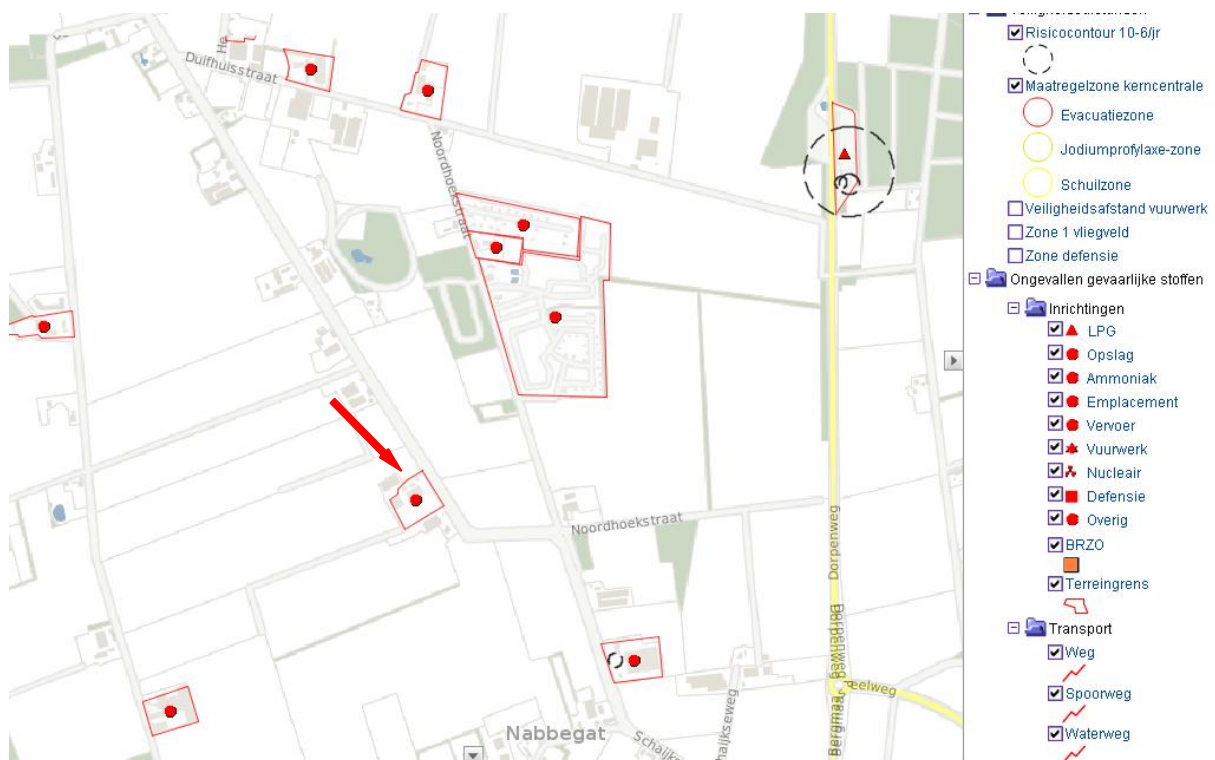 Duifhuisstraat
Noordhoekstraat
Noordhoekstraat
Dorpenweg
Dorpenweg
Peelweg
Nabbegat
Risicocontour 10-6/jr
Maatregelzone kerncentrale
Evacuatiezone
Jodiumprofylaxe-zone
Schuilzone
Veiligheidsafstand vuurwerk
Zone 1 vliegveld
Zone defensie
Ongevallen gevaarlijke stoffen
Inrichtingen
LPG
Opslag
Ammoniak
Emplacement
Vervoer
Vuurwerk
Nucleair
Defensie
Overig
BRZO
Terreingrens
Transport
Weg
Spoorweg
Waterweg